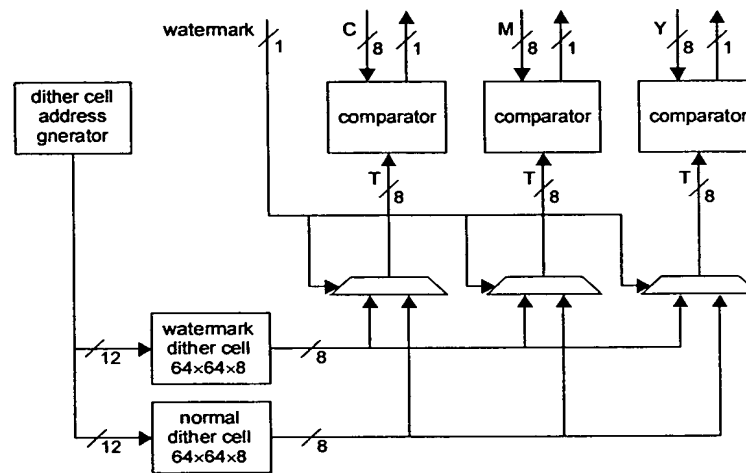 watermark 1 C 8 1 M 8 1 Y 8 1
dither cell
address
gnerator
comparator comparator comparator
T 8 T 8 T 8
watermark
dither cell
64×64×8
12 8
normal
dither cell
64×64×8
12 8